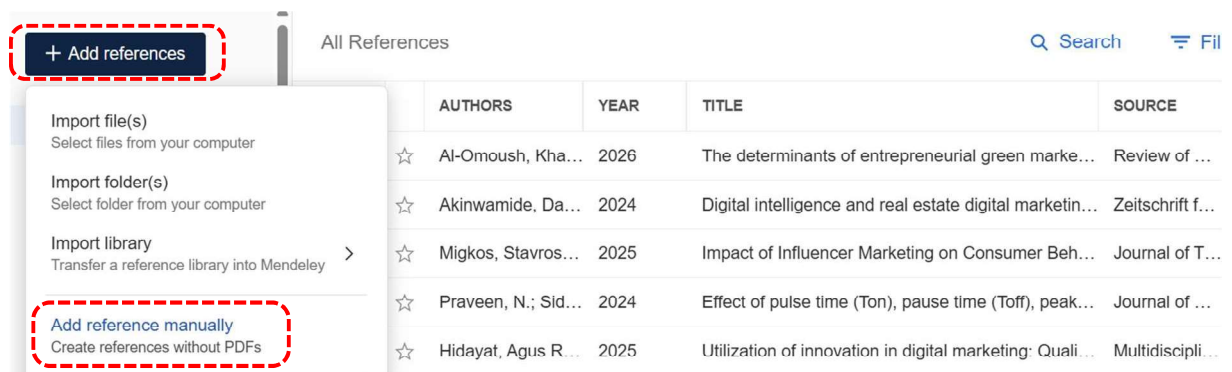 + Add references
All References
Search
Fil
Import file(s)
Select files from your computer
Import folder(s)
Select folder from your computer
Import library
Transfer a reference library into Mendeley
Add reference manually
Create references without PDFs
AUTHORS YEAR TITLE SOURCE
Al-Omoush, Kha... 2026 The determinants of entrepreneurial green marke... Review of ...
Akinwamide, Da... 2024 Digital intelligence and real estate digital marketin... Zeitschrift f...
Migkos, Stavros... 2025 Impact of Influencer Marketing on Consumer Beh... Journal of T...
Praveen, N.; Sid... 2024 Effect of pulse time (Ton), pause time (Toff), peak... Journal of ...
Hidayat, Agus R... 2025 Utilization of innovation in digital marketing: Quali... Multidiscipli...